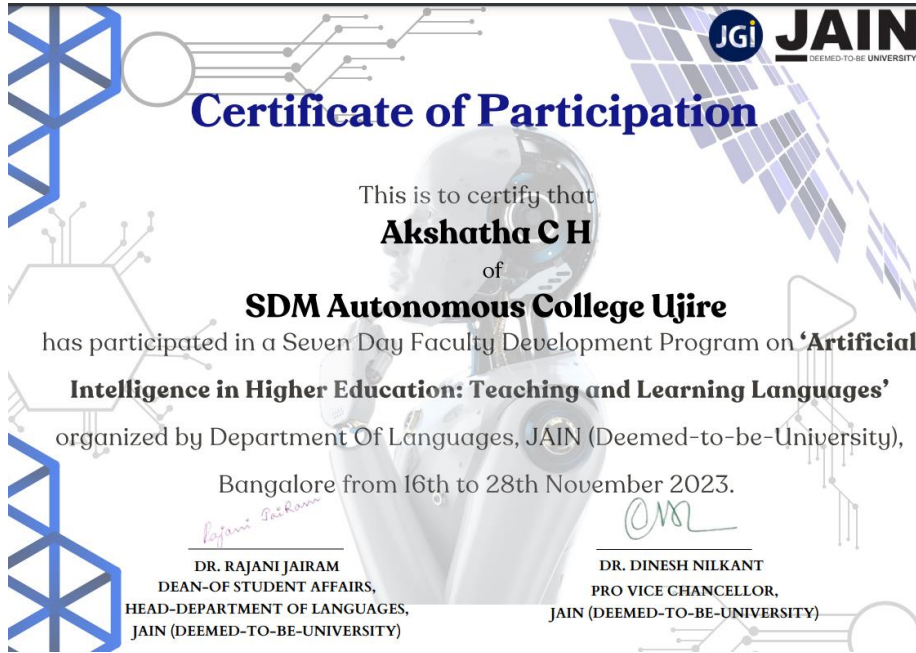 JGi JAIN
DEEMED-TO-BE UNIVERSITY
Certificate of Participation
This is to certify that
Akshatha C H
of
SDM Autonomous College Ujire
has participated in a Seven Day Faculty Development Program on ‘Artificial
Intelligence in Higher Education: Teaching and Learning Languages’
organized by Department Of Languages, JAIN (Deemed-to-be-University),
Bangalore from 16th to 28th November 2023.
Rajani Jairam
DR. RAJANI JAIRAM
DEAN-OF STUDENT AFFAIRS,
HEAD-DEPARTMENT OF LANGUAGES,
JAIN (DEEMED-TO-BE-UNIVERSITY)
DR. DINESH NILKANT
PRO VICE CHANCELLOR,
JAIN (DEEMED-TO-BE-UNIVERSITY)